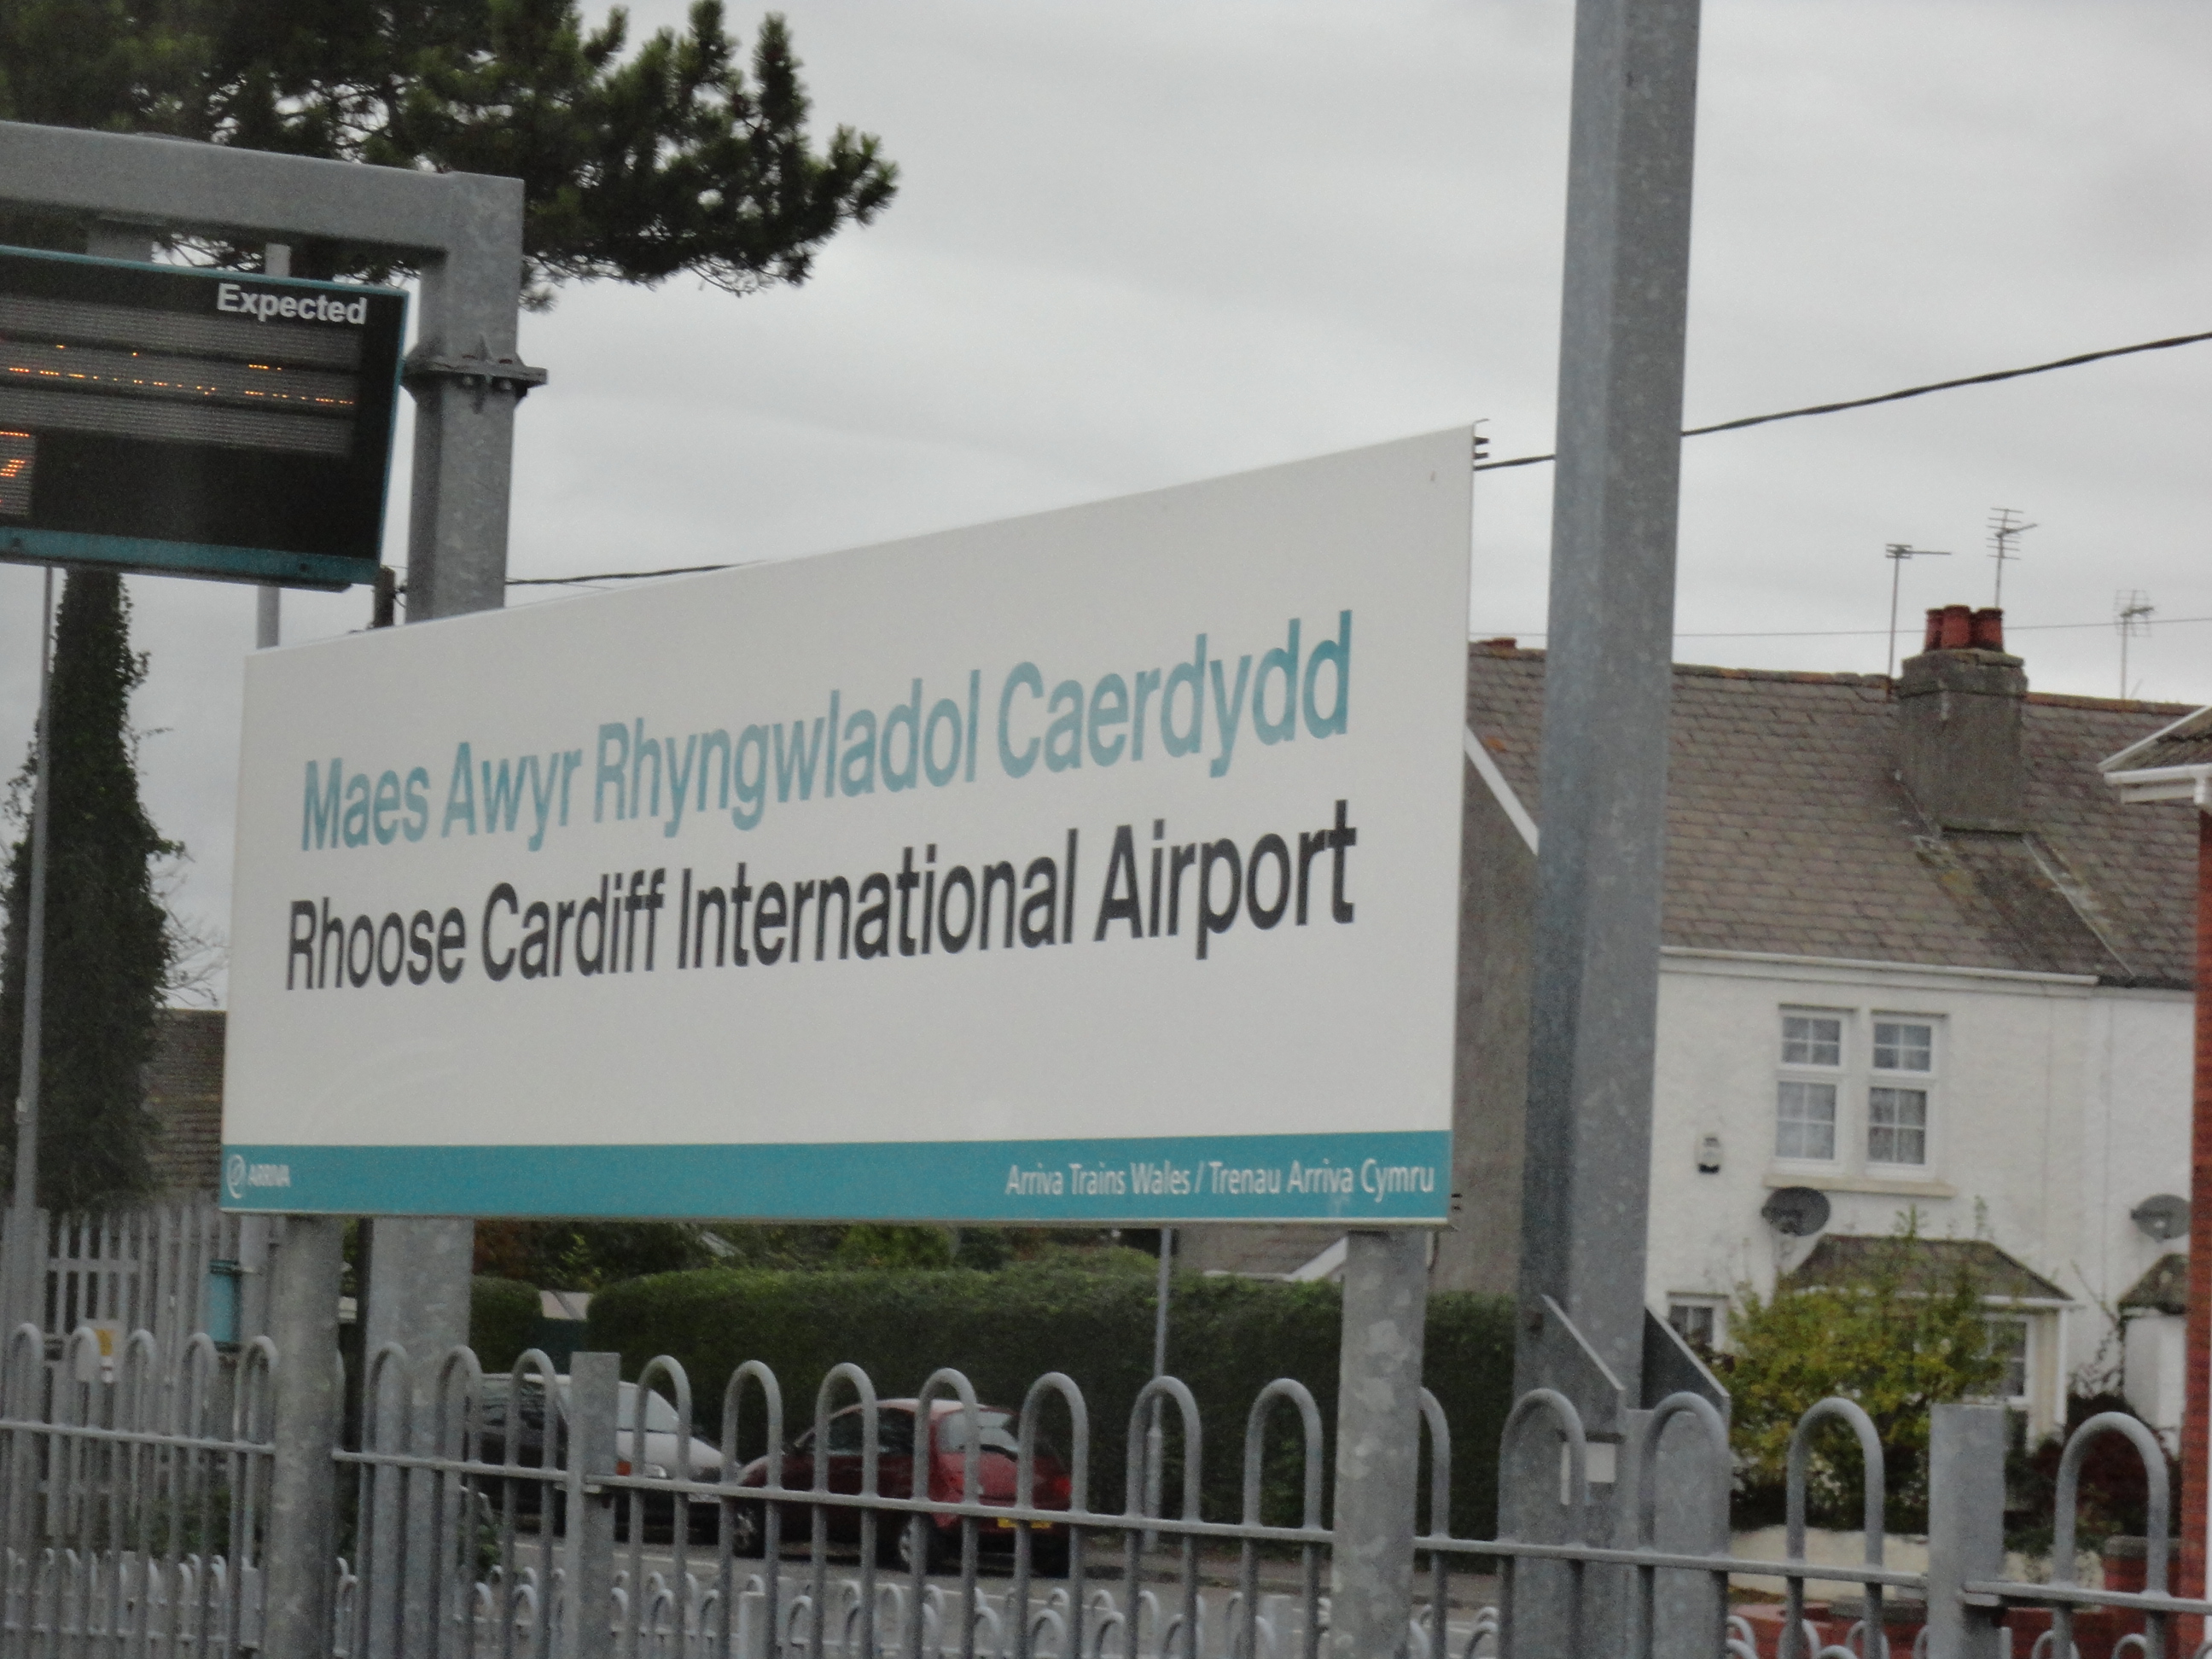 Expected
Maes Awyr Rhyngwladol Caerdydd
Rhoose Cardiff International Airport
ARRIVA
Arriva Trains Wales / Trenau Arriva Cymru